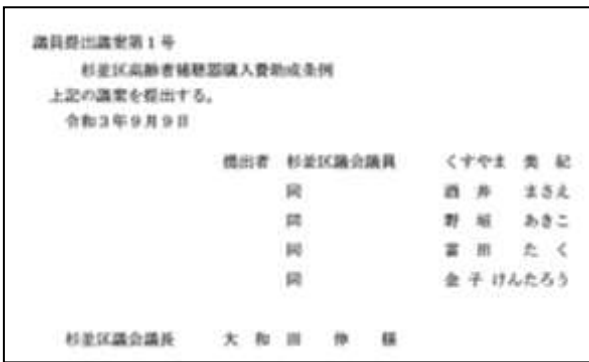 議員提出議案第1号
杉並区高齢者補聴器購入費助成条例
上記の議案を提出する。
令和3年9月9日
提出者 杉並区議会議員 くすやま 美紀
同 酒井 まさえ
同 野垣 あきこ
同 富田 たく
同 金子 けんたろう
杉並区議会議長 大和田 伸 様